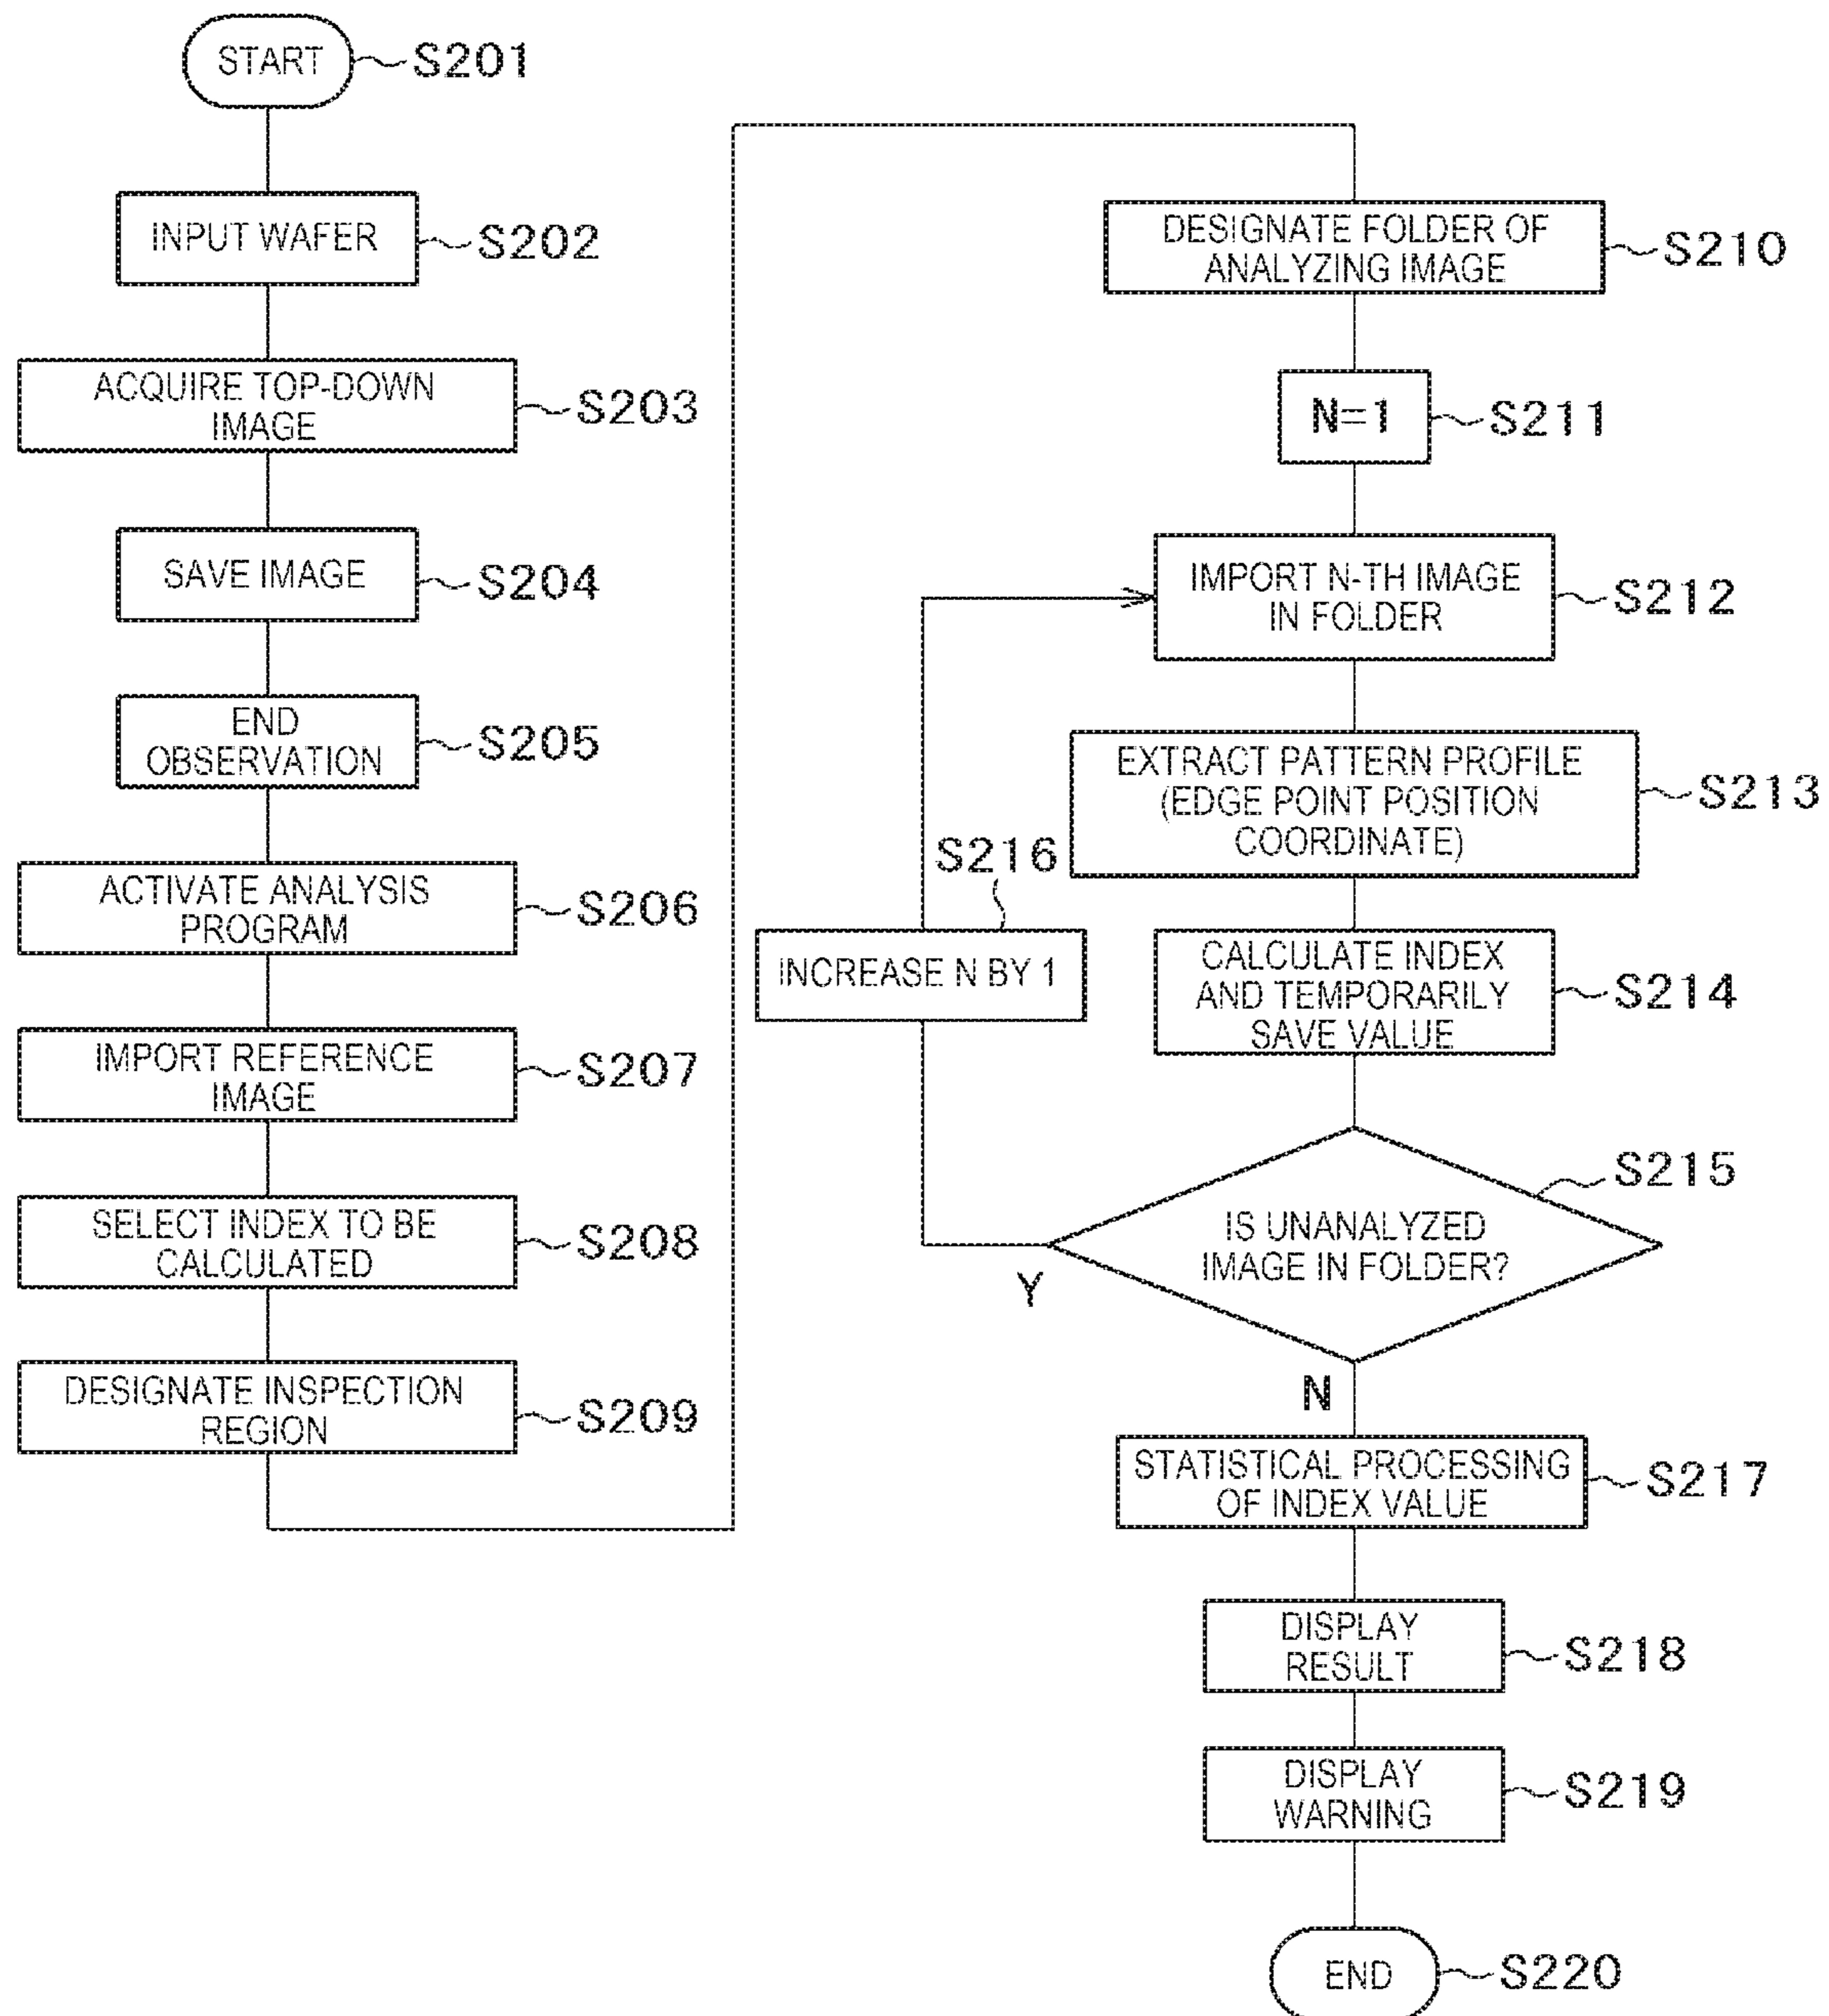 START
S201
INPUT WAFER
S202
ACQUIRE TOP-DOWN
IMAGE
S203
SAVE IMAGE
S204
END
OBSERVATION
S205
ACTIVATE ANALYSIS
PROGRAM
S206
IMPORT REFERENCE
IMAGE
S207
SELECT INDEX TO BE
CALCULATED
S208
DESIGNATE INSPECTION
REGION
S209
DESIGNATE FOLDER OF
ANALYZING IMAGE
S210
N=1
S211
IMPORT N-TH IMAGE
IN FOLDER
S212
EXTRACT PATTERN PROFILE
(EDGE POINT POSITION
COORDINATE)
S213
CALCULATE INDEX
AND TEMPORARILY
SAVE VALUE
S214
IS UNANALYZED
IMAGE IN FOLDER?
S215
Y
S216
INCREASE N BY 1
N
STATISTICAL PROCESSING
OF INDEX VALUE
S217
DISPLAY
RESULT
S218
DISPLAY
WARNING
S219
END
S220